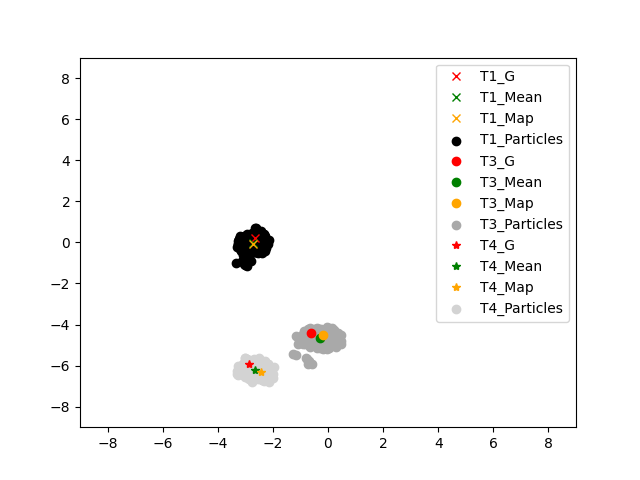 8
6
4
2
0
−2
−4
−6
−8
−8 −6 −4 −2 0 2 4 6 8
T1_G
T1_Mean
T1_Map
T1_Particles
T3_G
T3_Mean
T3_Map
T3_Particles
T4_G
T4_Mean
T4_Map
T4_Particles